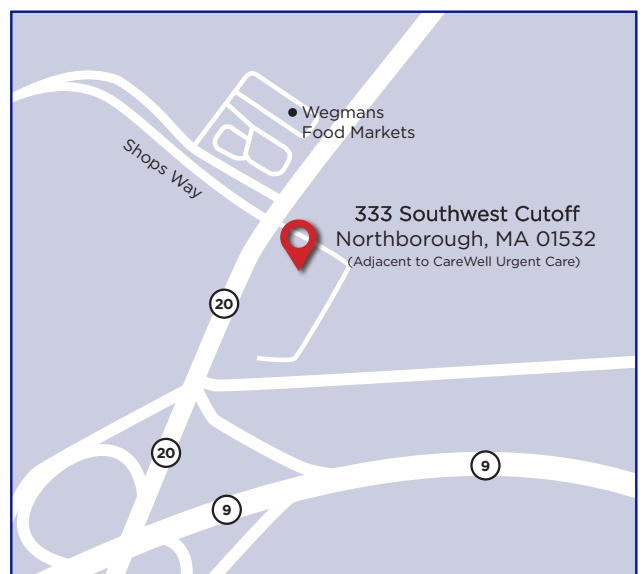 Wegmans
Food Markets
Shops Way
333 Southwest Cutoff
Northborough, MA 01532
(Adjacent to CareWell Urgent Care)
20
20
9
9